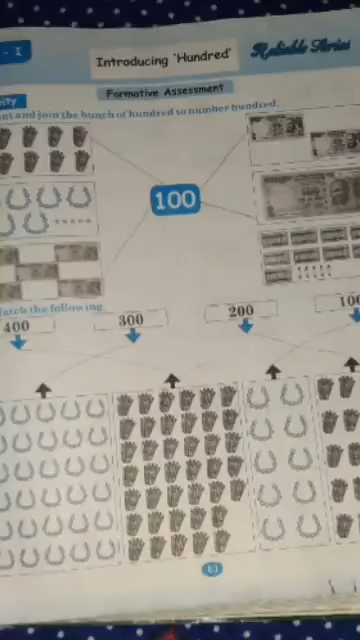 - I
Introducing 'Hundred'
Reliable Series
Formative Assessment
and join the bunch of hundred to number hundred.
100
atch the following
400
300
200
100
63